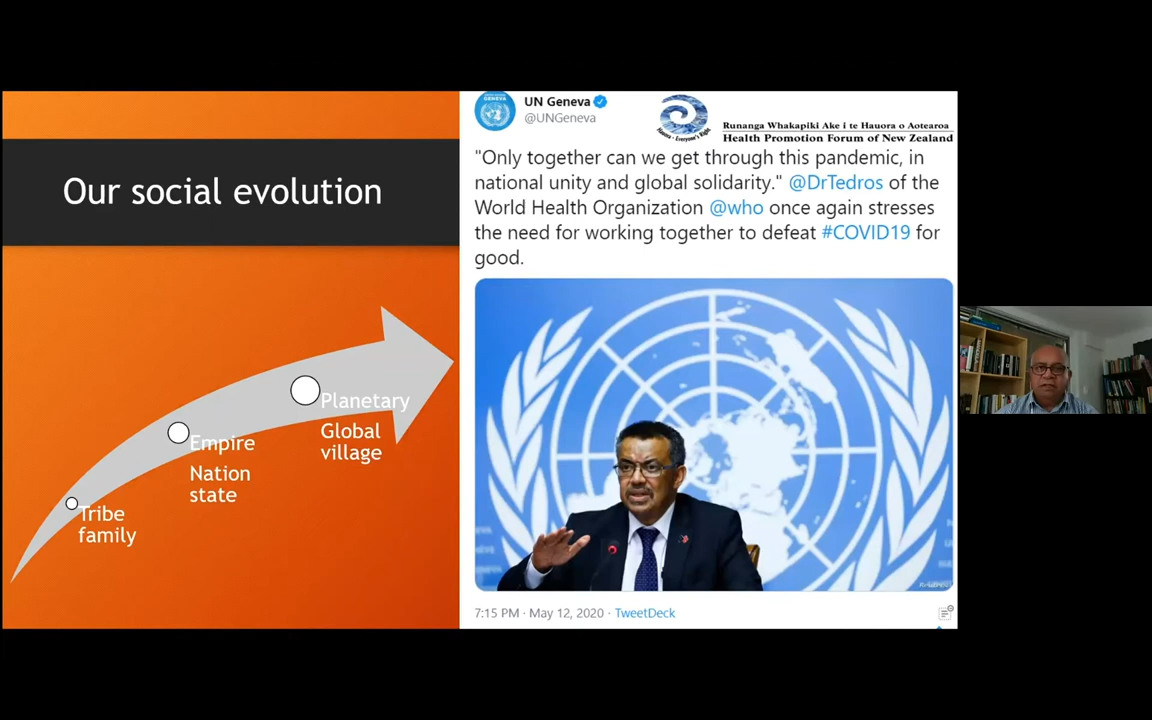 Our social evolution
Tribe
family
Empire
Nation
state
Planetary
Global
village
UN Geneva
@UNGeneva
Hauora - Everyone's Right
Runanga Whakapiki Ake i te Hauora o Aotearoa
Health Promotion Forum of New Zealand
"Only together can we get through this pandemic, in
national unity and global solidarity." @DrTedros of the
World Health Organization @who once again stresses
the need for working together to defeat #COVID19 for
good.
7:15 PM · May 12, 2020 · TweetDeck